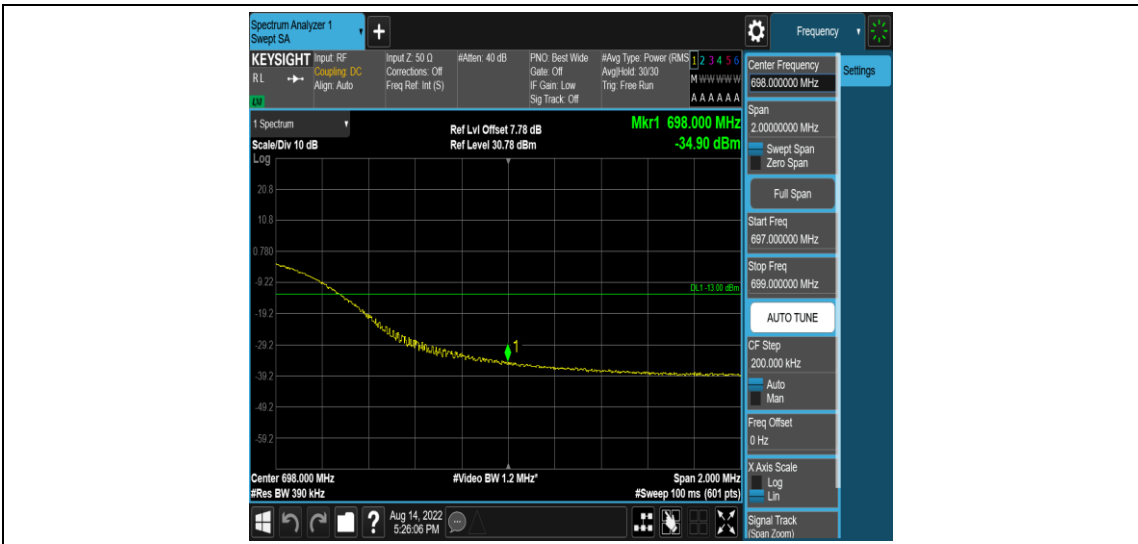 Spectrum Analyzer 1
Swept SA
+
Frequency
KEYSIGHT
RL
LXI
Input: RF
Coupling: DC
Align: Auto
Input Z: 50 Ω
Corrections: Off
Freq Ref: Int (S)
#Atten: 40 dB
PNO: Best Wide
Gate: Off
IF Gain: Low
Sig Track: Off
#Avg Type: Power (RMS
Avg|Hold: 30/30
Trig: Free Run
1 2 3 4 5 6
M W W W W W
A A A A A A
1 Spectrum
Scale/Div 10 dB
Log
Ref Lvl Offset 7.78 dB
Ref Level 30.78 dBm
Mkr1 698.000 MHz
-34.90 dBm
20.8
10.8
0.780
-9.22
DL1 -13.00 dBm
-19.2
-29.2
1
-39.2
-49.2
-59.2
Center 698.000 MHz
#Video BW 1.2 MHz*
Span 2.000 MHz
#Res BW 390 kHz
#Sweep 100 ms (601 pts)
?
Aug 14, 2022
5:26:06 PM
Center Frequency
698.000000 MHz
Settings
Span
2.00000000 MHz
Swept Span
Zero Span
Full Span
Start Freq
697.000000 MHz
Stop Freq
699.000000 MHz
AUTO TUNE
CF Step
200.000 kHz
Auto
Man
Freq Offset
0 Hz
X Axis Scale
Log
Lin
Signal Track
(Span Zoom)